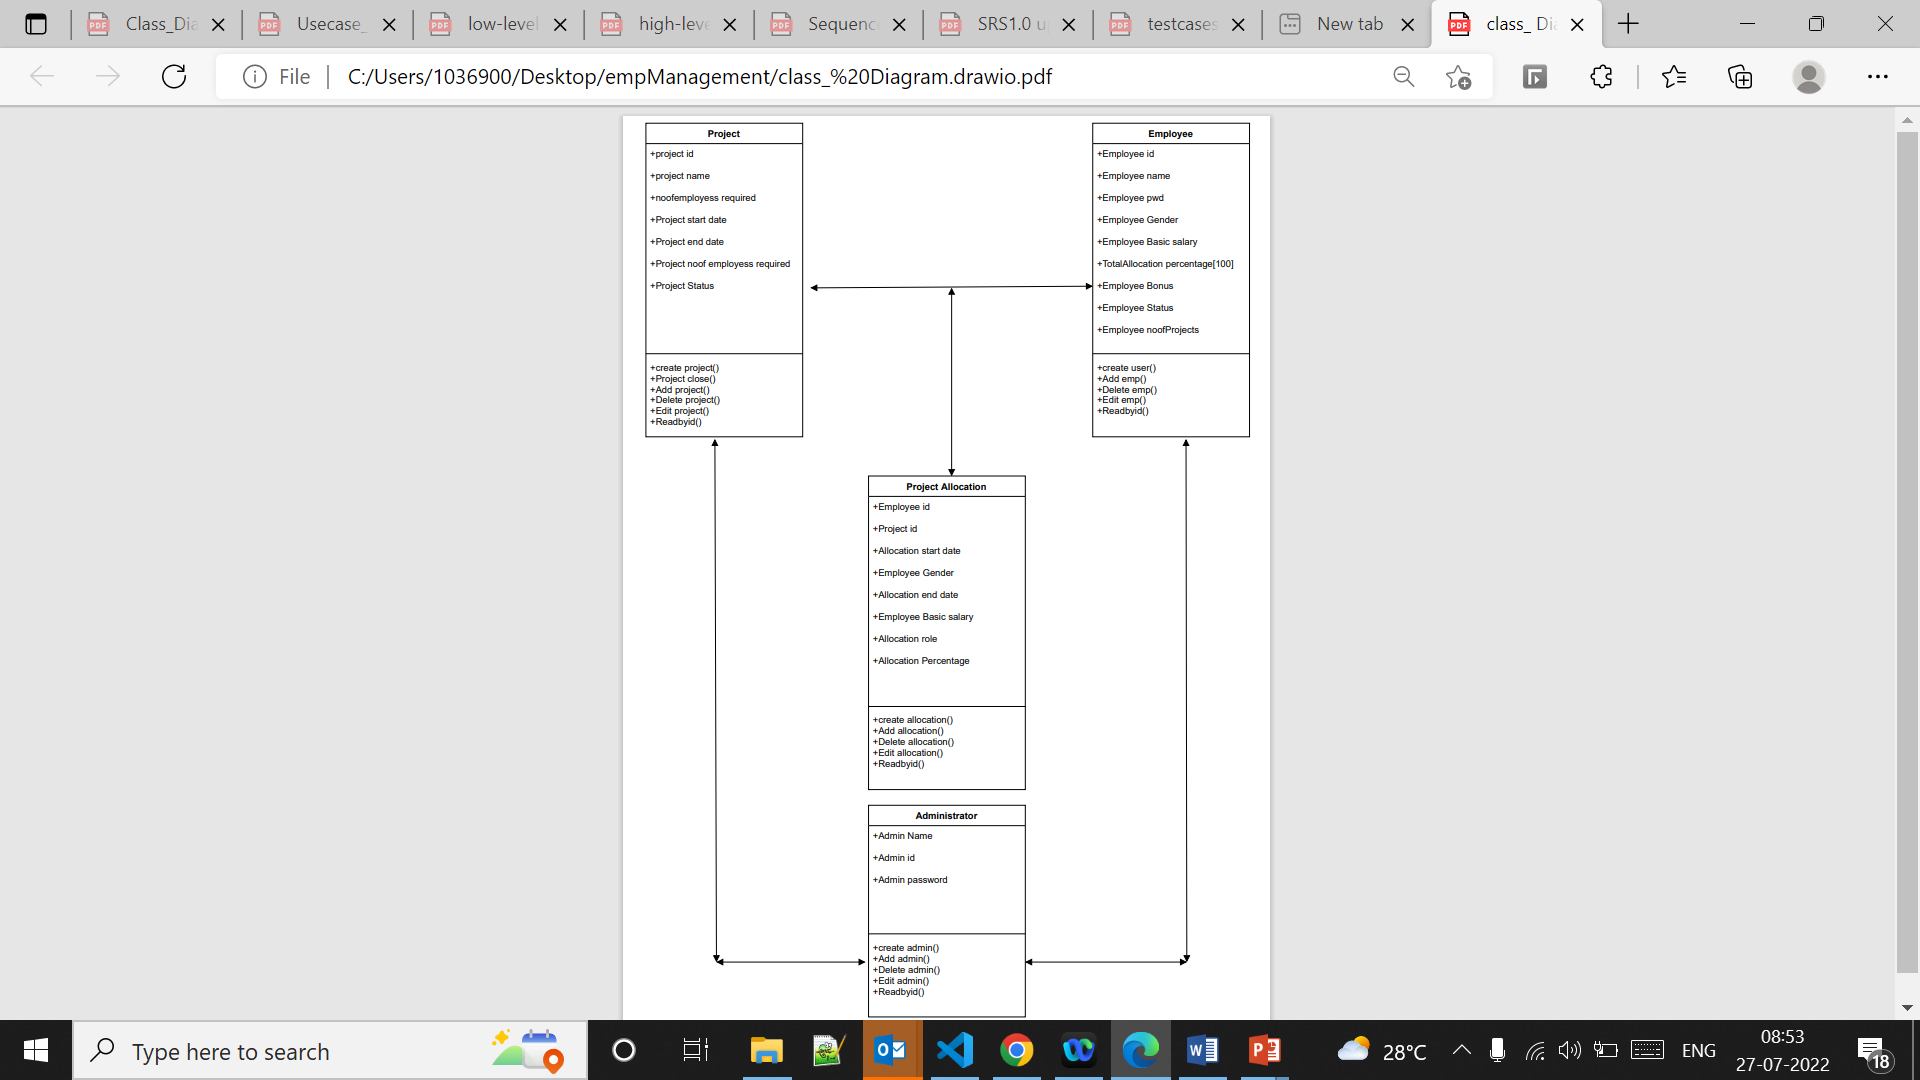 Class_Dia
Usecase_
low-level
high-leve
Sequenc
SRS1.0 u
testcases
New tab
class_ Dia
File
C:/Users/1036900/Desktop/empManagement/class_%20Diagram.drawio.pdf
Project
+project id
+project name
+noofemployess required
+Project start date
+Project end date
+Project noof employess required
+Project Status
+create project()
+Project close()
+Add project()
+Delete project()
+Edit project()
+Readbyid()
Employee
+Employee id
+Employee name
+Employee pwd
+Employee Gender
+Employee Basic salary
+TotalAllocation percentage[100]
+Employee Bonus
+Employee Status
+Employee noofProjects
+create user()
+Add emp()
+Delete emp()
+Edit emp()
+Readbyid()
Project Allocation
+Employee id
+Project id
+Allocation start date
+Employee Gender
+Allocation end date
+Employee Basic salary
+Allocation role
+Allocation Percentage
+create allocation()
+Add allocation()
+Delete allocation()
+Edit allocation()
+Readbyid()
Administrator
+Admin Name
+Admin id
+Admin password
+create admin()
+Add admin()
+Delete admin()
+Edit admin()
+Readbyid()
Type here to search
28°C
ENG
08:53
27-07-2022
18